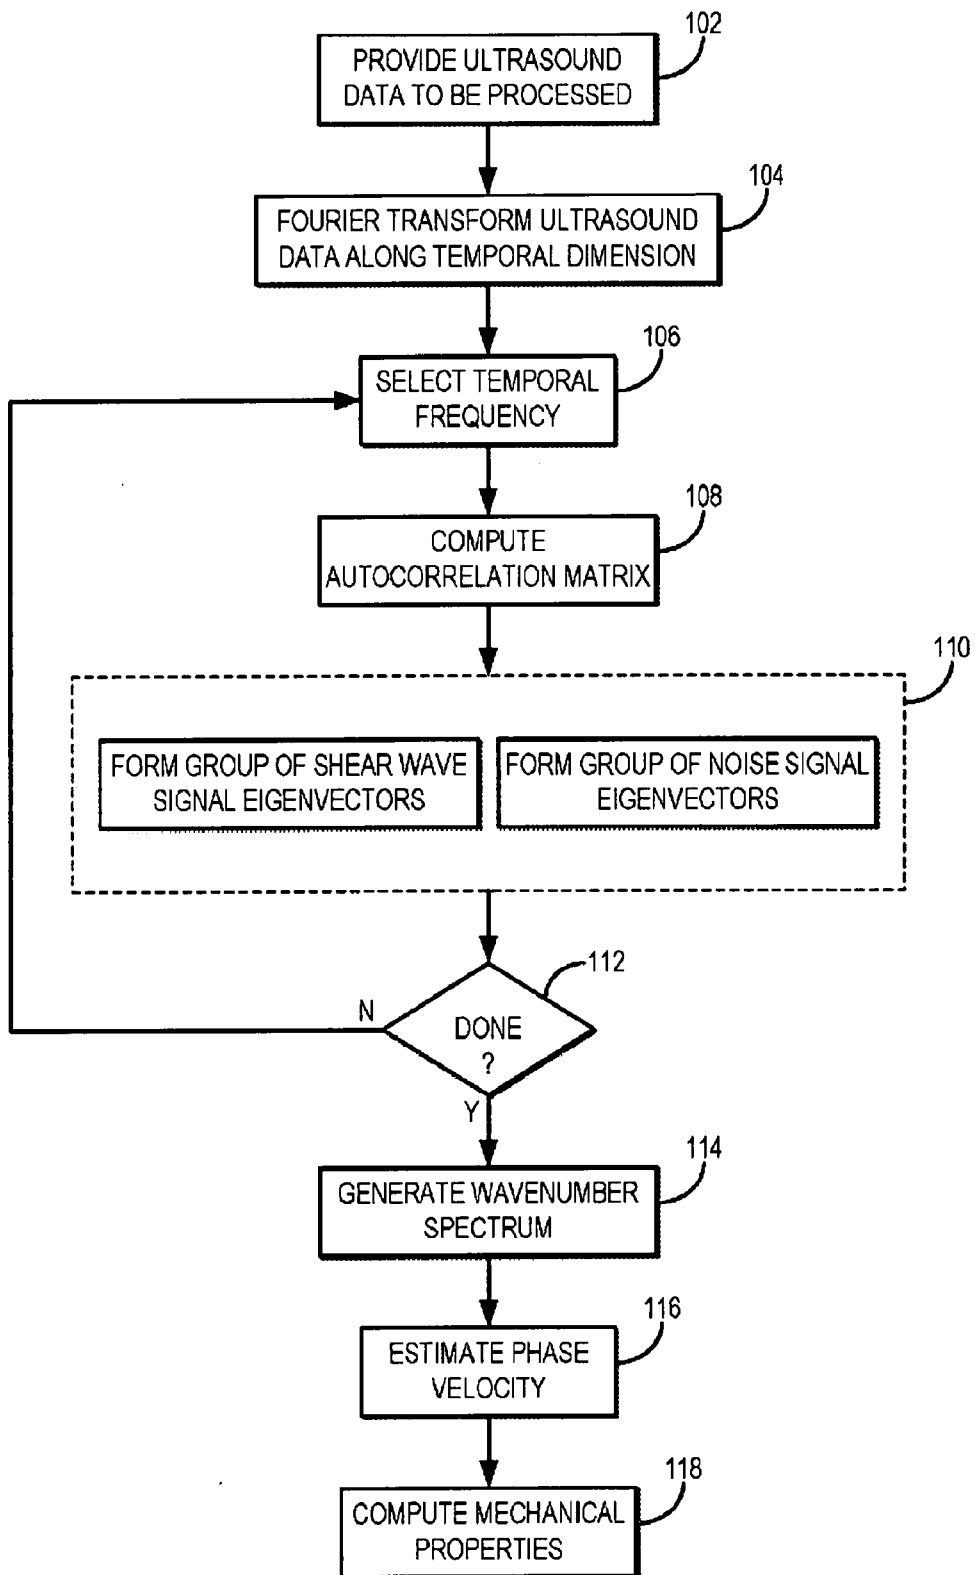 102
PROVIDE ULTRASOUND
DATA TO BE PROCESSED
104
FOURIER TRANSFORM ULTRASOUND
DATA ALONG TEMPORAL DIMENSION
106
SELECT TEMPORAL
FREQUENCY
108
COMPUTE
AUTOCORRELATION MATRIX
110
FORM GROUP OF SHEAR WAVE
SIGNAL EIGENVECTORS
FORM GROUP OF NOISE SIGNAL
EIGENVECTORS
112
N
DONE
?
Y
114
GENERATE WAVENUMBER
SPECTRUM
116
ESTIMATE PHASE
VELOCITY
118
COMPUTE MECHANICAL
PROPERTIES